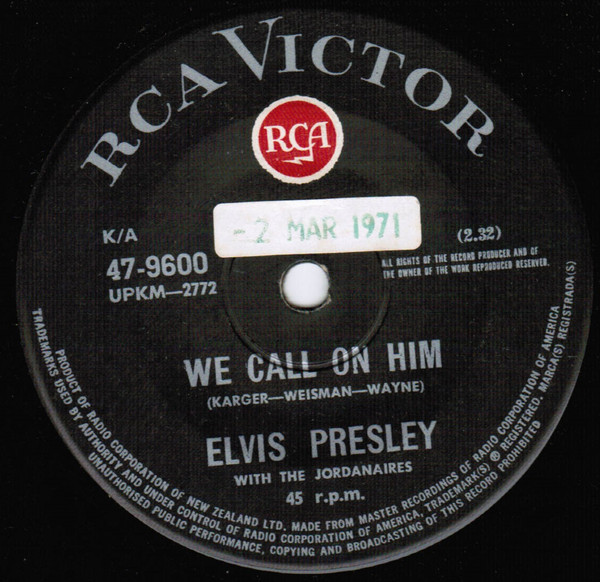 RCA VICTOR
RCA
-2 MAR 1971
K/A
(2.32)
47-9600
UPKM—2772
ALL RIGHTS OF THE RECORD PRODUCER AND OF
THE OWNER OF THE WORK REPRODUCED RESERVED.
WE CALL ON HIM
(KARGER—WEISMAN—WAYNE)
ELVIS PRESLEY
WITH THE JORDANAIRES
45 r.p.m.
PRODUCT OF RADIO CORPORATION OF NEW ZEALAND LTD. MADE FROM MASTER RECORDINGS OF RADIO CORPORATION OF AMERICA
TRADEMARKS USED BY AUTHORITY AND UNDER CONTROL OF RADIO CORPORATION OF AMERICA, TRADEMARK(S) ® REGISTERED. MARCA(S) REGISTRADA(S)
UNAUTHORISED PUBLIC PERFORMANCE, COPYING AND BROADCASTING OF THIS RECORD PROHIBITED